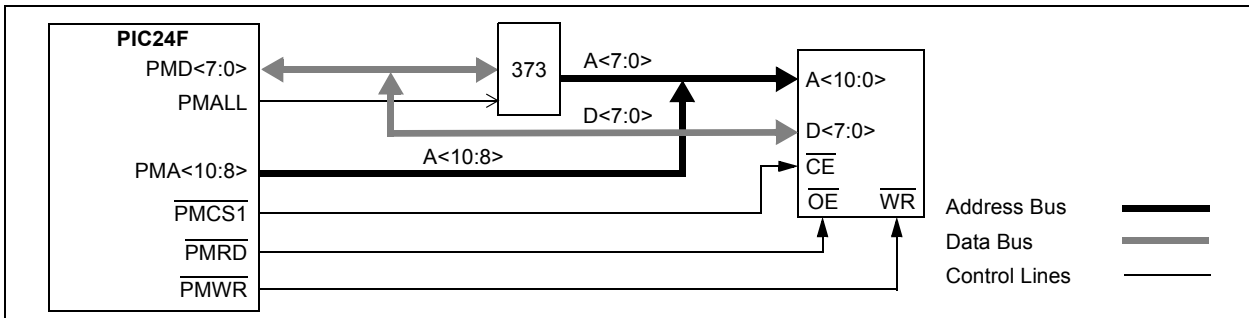 PIC24F
PMD<7:0>
PMALL
PMA<10:8>
PMCS1
PMRD
PMWR
373
A<7:0>
D<7:0>
A<10:8>
A<10:0>
D<7:0>
CE
OE WR
Address Bus
Data Bus
Control Lines